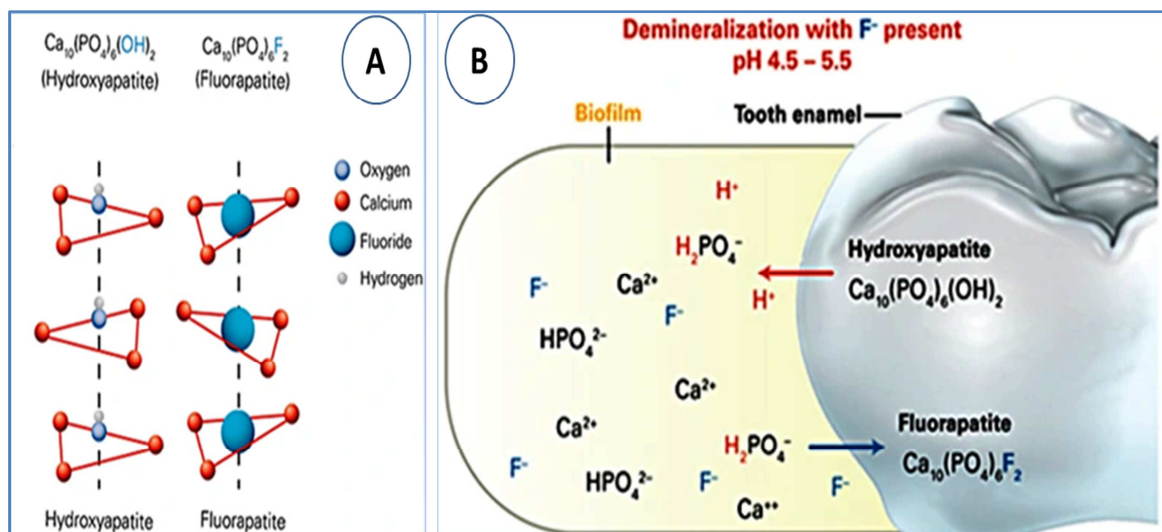 Ca₁₀(PO₄)₆(OH)₂
(Hydroxyapatite)
Ca₁₀(PO₄)₆F₂
(Fluorapatite)
A
Oxygen
Calcium
Fluoride
Hydrogen
Hydroxyapatite
Fluorapatite
B
Demineralization with F⁻ present
pH 4.5 – 5.5
Biofilm
Tooth enamel
H⁺
H₂PO₄⁻
Hydroxyapatite
Ca₁₀(PO₄)₆(OH)₂
F⁻
Ca²⁺
H⁺
F⁻
HPO₄²⁻
Ca²⁺
Ca²⁺
H₂PO₄⁻
Fluorapatite
Ca₁₀(PO₄)₆F₂
F⁻
HPO₄²⁻
F⁻
F⁻
Ca⁺⁺